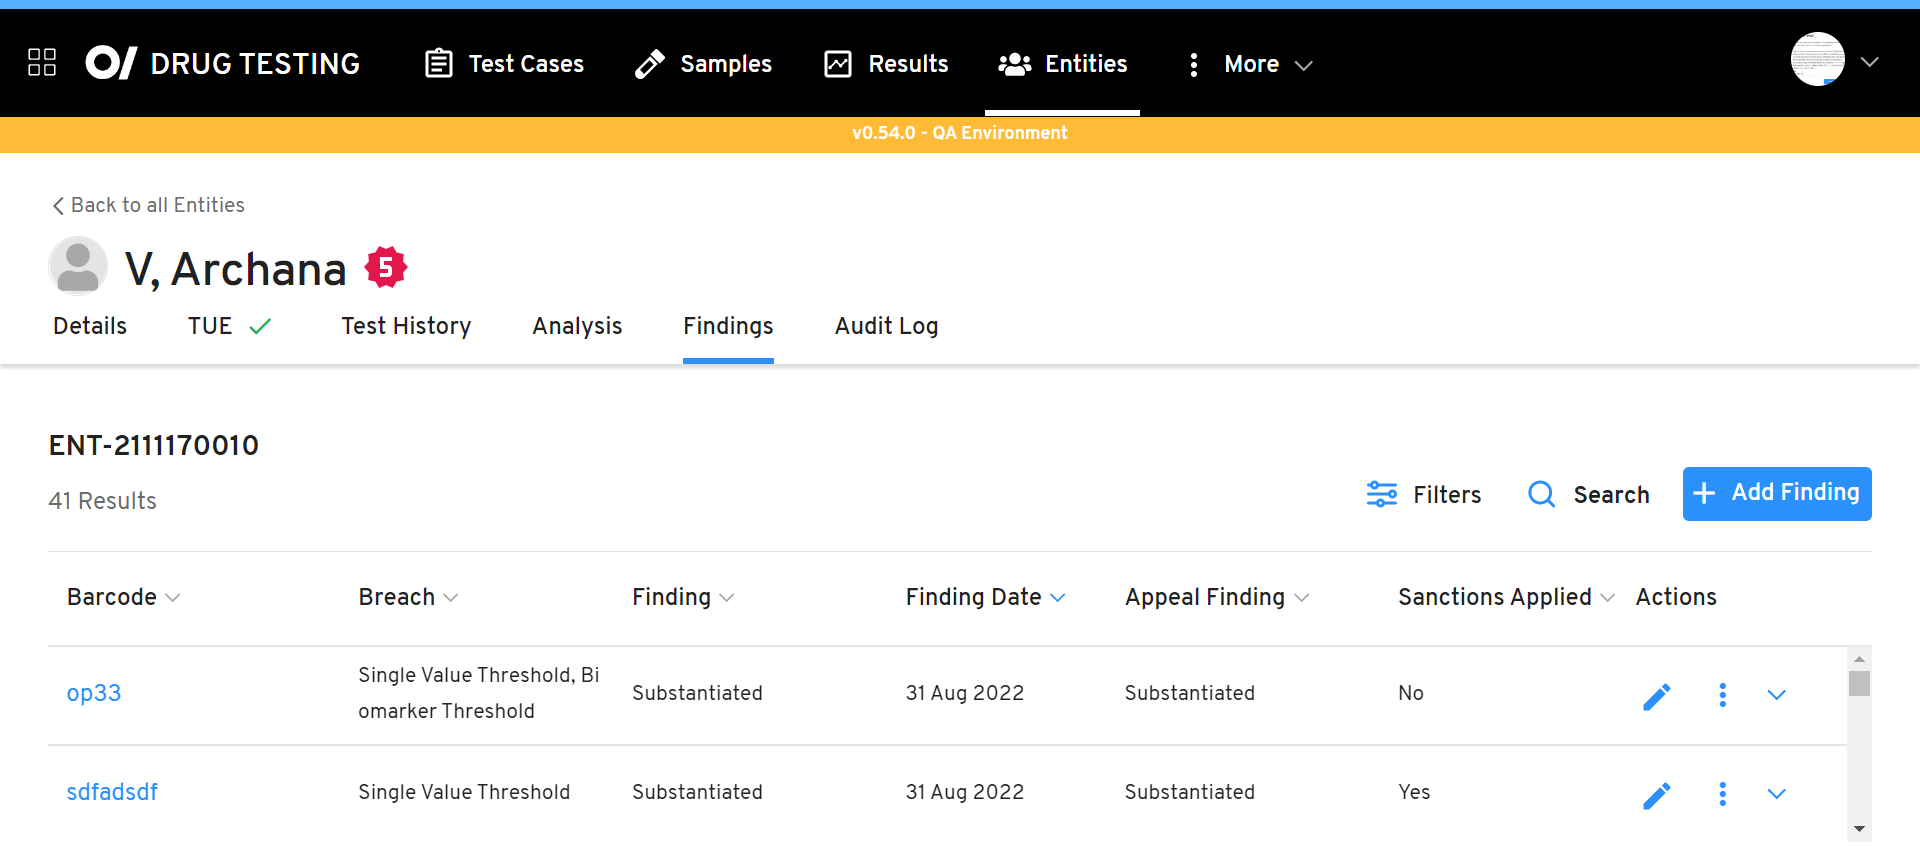 DRUG TESTING Test Cases Samples Results Entities More
v0.54.0 - QA Environment
Back to all Entities
V, Archana 5
Details TUE Test History Analysis Findings Audit Log
ENT-2111170010
41 Results
Filters Search + Add Finding
Barcode Breach Finding Finding Date Appeal Finding Sanctions Applied Actions
op33 Single Value Threshold, Bi Substantiated 31 Aug 2022 Substantiated No
omarker Threshold
sdfadsdf Single Value Threshold Substantiated 31 Aug 2022 Substantiated Yes